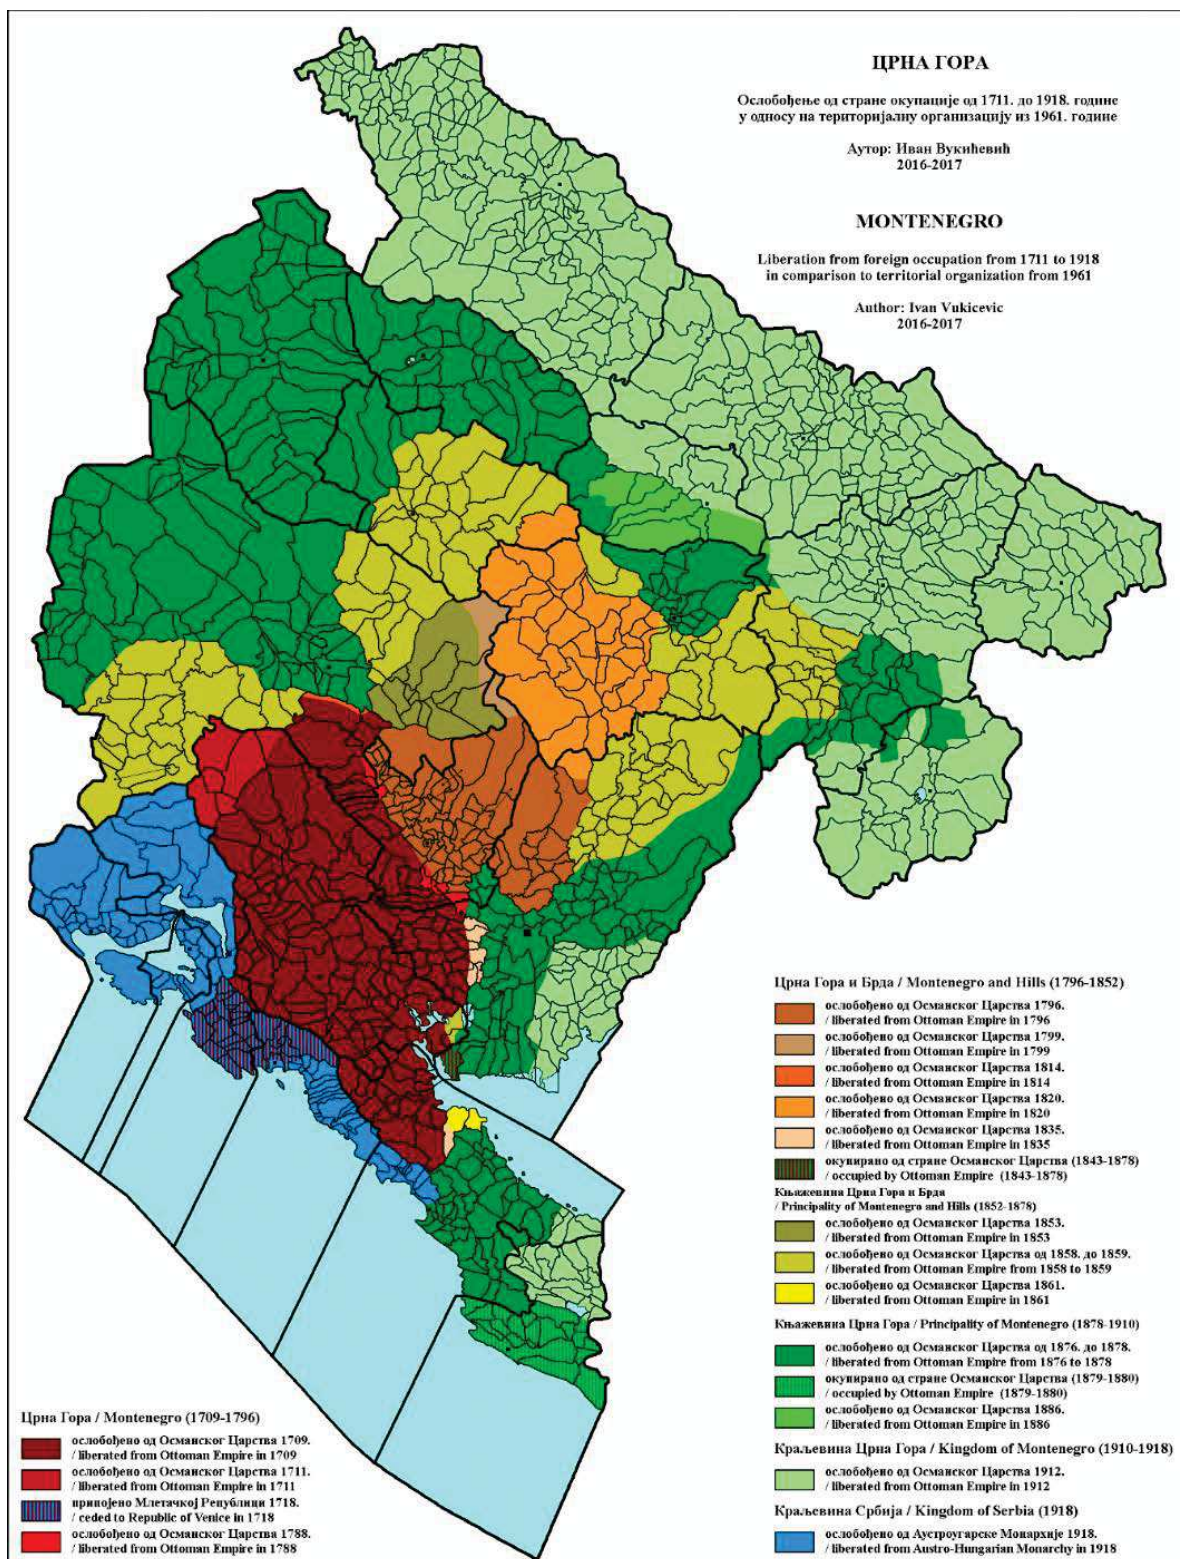 ЦРНА ГОРА
Ослобођење од стране окупације од 1711. до 1918. године
у односу на територијалну организацију из 1961. године
Аутор: Иван Вукићевић
2016-2017
MONTENEGRO
Liberation from foreign occupation from 1711 to 1918
in comparison to territorial organization from 1961
Author: Ivan Vukicevic
2016-2017
Црна Гора и Брда / Montenegro and Hills (1796-1852)
ослобођено од Османског Царства 1796.
/ liberated from Ottoman Empire in 1796
ослобођено од Османског Царства 1799.
/ liberated from Ottoman Empire in 1799
ослобођено од Османског Царства 1814.
/ liberated from Ottoman Empire in 1814
ослобођено од Османског Царства 1820.
/ liberated from Ottoman Empire in 1820
ослобођено од Османског Царства 1835.
/ liberated from Ottoman Empire in 1835
окупирано од стране Османског Царства (1843-1878)
/ occupied by Ottoman Empire (1843-1878)
Књажевина Црна Гора и Брда
/ Principality of Montenegro and Hills (1852-1878)
ослобођено од Османског Царства 1853.
/ liberated from Ottoman Empire in 1853
ослобођено од Османског Царства од 1858. до 1859.
/ liberated from Ottoman Empire from 1858 to 1859
ослобођено од Османског Царства 1861.
/ liberated from Ottoman Empire in 1861
Књажевина Црна Гора / Principality of Montenegro (1878-1910)
ослобођено од Османског Царства од 1876. до 1878.
/ liberated from Ottoman Empire from 1876 to 1878
окупирано од стране Османског Царства (1879-1880)
/ occupied by Ottoman Empire (1879-1880)
ослобођено од Османског Царства 1886.
/ liberated from Ottoman Empire in 1886
Краљевина Црна Гора / Kingdom of Montenegro (1910-1918)
ослобођено од Османског Царства 1912.
/ liberated from Ottoman Empire in 1912
Краљевина Србија / Kingdom of Serbia (1918)
ослобођено од Аустроугарске Монархије 1918.
/ liberated from Austro-Hungarian Monarchy in 1918
Црна Гора / Montenegro (1709-1796)
ослобођено од Османског Царства 1709.
/ liberated from Ottoman Empire in 1709
ослобођено од Османског Царства 1711.
/ liberated from Ottoman Empire in 1711
припојено Млетачкој Републици 1718.
/ ceded to Republic of Venice in 1718
ослобођено од Османског Царства 1788.
/ liberated from Ottoman Empire in 1788